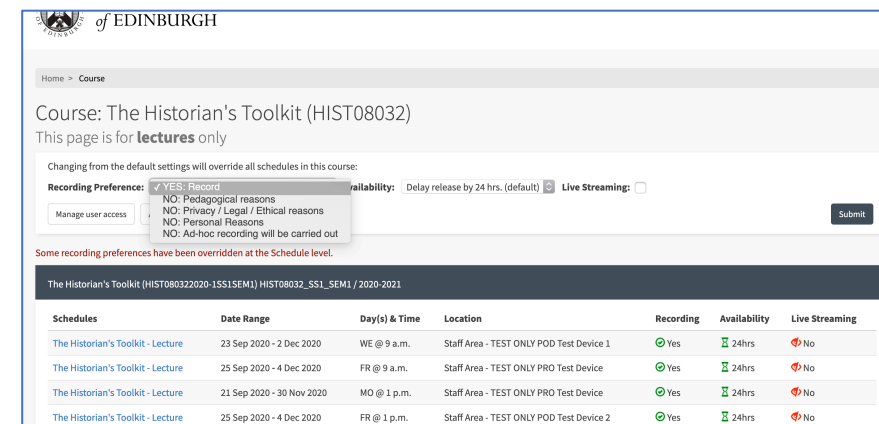 of EDINBURGH
OF EDINBURGH
Home > Course
Course: The Historian's Toolkit (HIST08032)
This page is for lectures only
Changing from the default settings will override all schedules in this course:
Recording Preference: ✓ YES: Record
NO: Pedagogical reasons
NO: Privacy / Legal / Ethical reasons
NO: Personal Reasons
NO: Ad-hoc recording will be carried out
vailability: Delay release by 24 hrs. (default) Live Streaming:
Manage user access
Submit
Some recording preferences have been overridden at the Schedule level.
The Historian's Toolkit (HIST080322020-1SS1SEM1) HIST08032_SS1_SEM1 / 2020-2021
Schedules Date Range Day(s) & Time Location Recording Availability Live Streaming
The Historian's Toolkit - Lecture 23 Sep 2020 - 2 Dec 2020 WE @ 9 a.m. Staff Area - TEST ONLY POD Test Device 1 Yes 24hrs No
The Historian's Toolkit - Lecture 25 Sep 2020 - 4 Dec 2020 FR @ 9 a.m. Staff Area - TEST ONLY PRO Test Device Yes 24hrs No
The Historian's Toolkit - Lecture 21 Sep 2020 - 30 Nov 2020 MO @ 1 p.m. Staff Area - TEST ONLY PRO Test Device Yes 24hrs No
The Historian's Toolkit - Lecture 25 Sep 2020 - 4 Dec 2020 FR @ 1 p.m. Staff Area - TEST ONLY POD Test Device 2 Yes 24hrs No